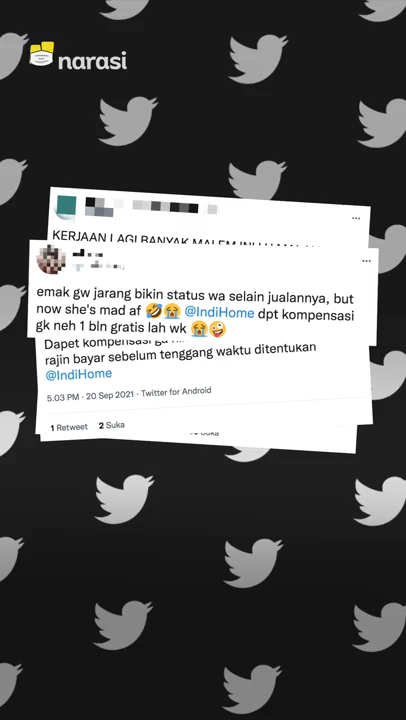 narasi
KERJAAN LAGI BANYAK MALEM INI
emak gw jarang bikin status wa selain jualannya, but
now she's mad af 🤣😭 @IndiHome dpt kompensasi
gk neh 1 bln gratis lah wk 😭🤪
Dapet kompensasi
rajin bayar sebelum tenggang waktu ditentukan
@IndiHome
5.03 PM · 20 Sep 2021 · Twitter for Android
1 Retweet 2 Suka
Suka